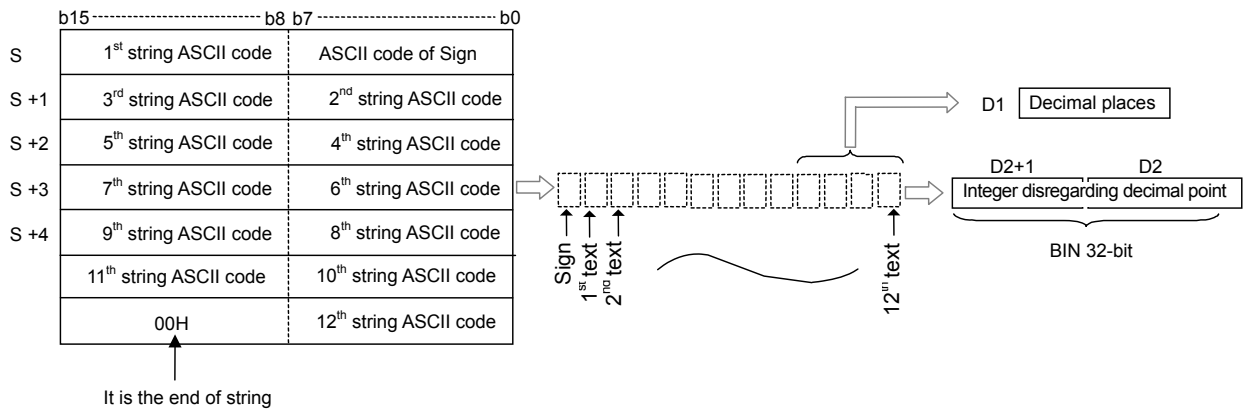 b15 b8 b7 b0
S 1st string ASCII code ASCII code of Sign
S +1 3rd string ASCII code 2nd string ASCII code
S +2 5th string ASCII code 4th string ASCII code
S +3 7th string ASCII code 6th string ASCII code
S +4 9th string ASCII code 8th string ASCII code
11th string ASCII code 10th string ASCII code
00H 12th string ASCII code
It is the end of string
Sign
1st text
2nd text
12th text
D1 Decimal places
D2+1 D2
Integer disregarding decimal point
BIN 32-bit